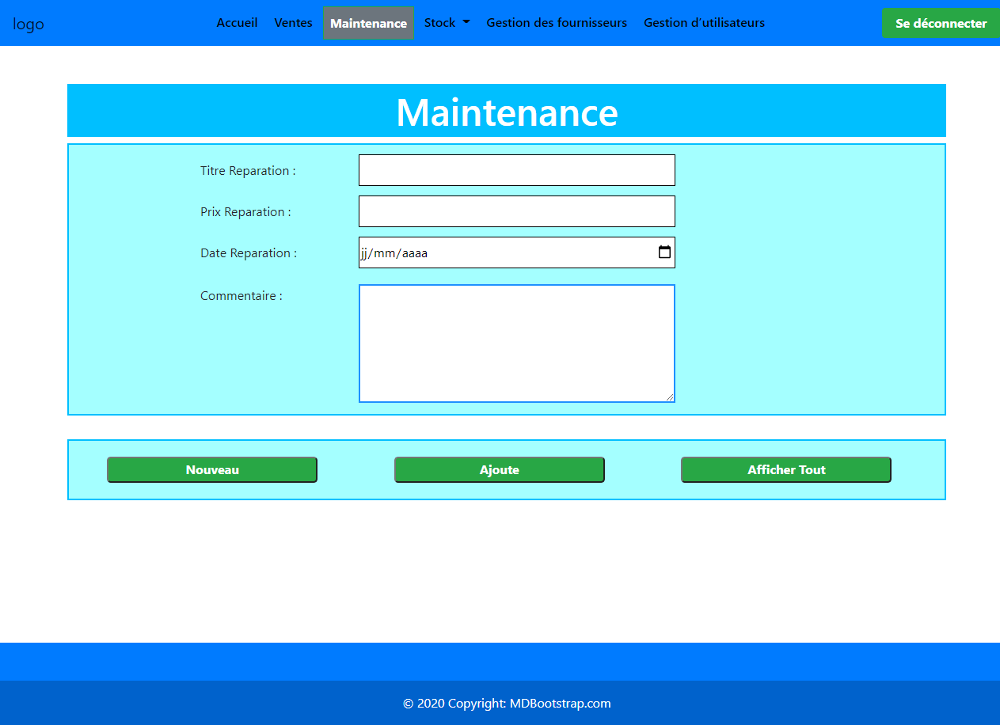 logo Accueil Ventes Maintenance Stock Gestion des fournisseurs Gestion d'utilisateurs Se déconnecter
Maintenance
Titre Reparation :
Prix Reparation :
Date Reparation : jj/mm/aaaa
Commentaire :
Nouveau Ajoute Afficher Tout
© 2020 Copyright: MDBootstrap.com